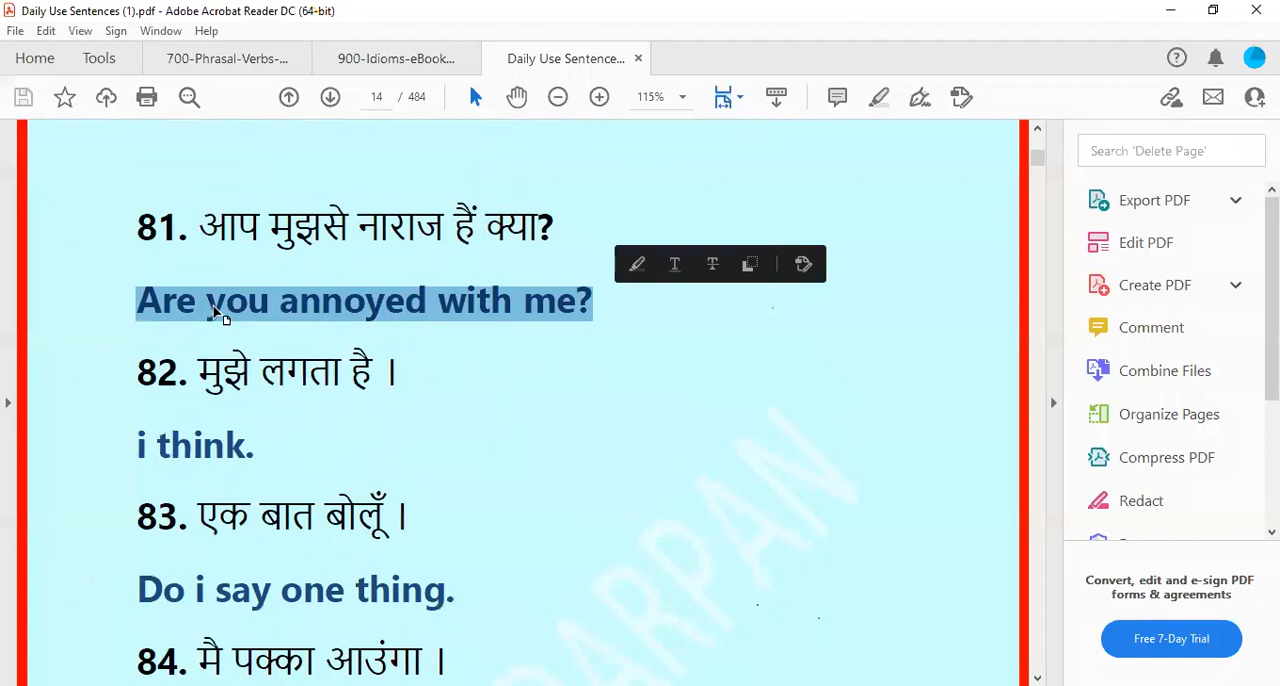 Daily Use Sentences (1).pdf - Adobe Acrobat Reader DC (64-bit)
File Edit View Sign Window Help
Home Tools 700-Phrasal-Verbs-... 900-Idioms-eBook... Daily Use Sentence...
14 / 484 115%
81. आप मुझसे नाराज हैं क्या?
Are you annoyed with me?
82. मुझे लगता है ।
i think.
83. एक बात बोलूँ ।
Do i say one thing.
84. मै पक्का आउंगा ।
ARPAN
Search 'Delete Page'
Export PDF
Edit PDF
Create PDF
Comment
Combine Files
Organize Pages
Compress PDF
Redact
Convert, edit and e-sign PDF
forms & agreements
Free 7-Day Trial